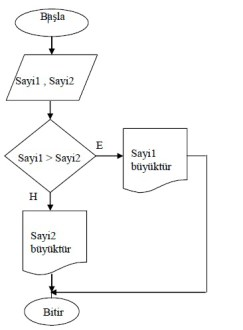 Başla
Sayi1 , Sayi2
Sayi1 > Sayi2
E
Sayi1
büyüktür
H
Sayi2
büyüktür
Bitir